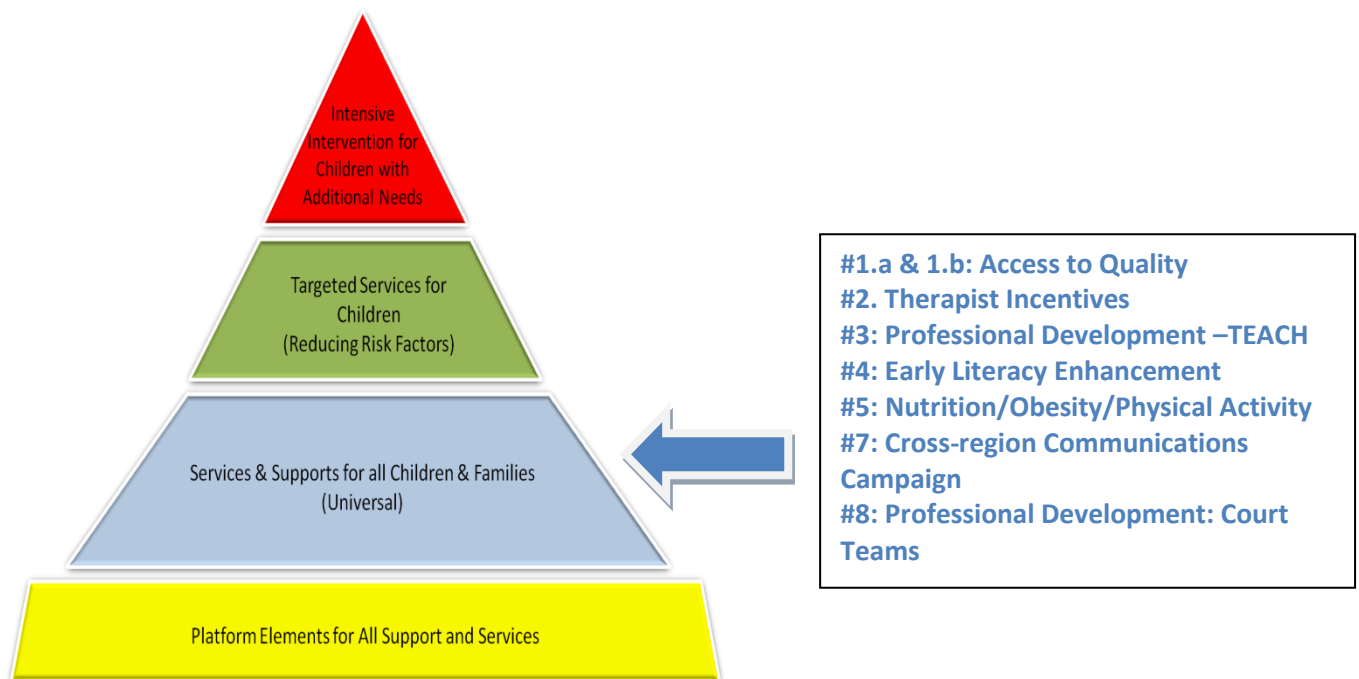 Intensive
Intervention for
Children with
Additional Needs
Targeted Services for
Children
(Reducing Risk Factors)
Services & Supports for all Children & Families
(Universal)
Platform Elements for All Support and Services
#1.a & 1.b: Access to Quality
#2. Therapist Incentives
#3: Professional Development –TEACH
#4: Early Literacy Enhancement
#5: Nutrition/Obesity/Physical Activity
#7: Cross-region Communications
Campaign
#8: Professional Development: Court
Teams